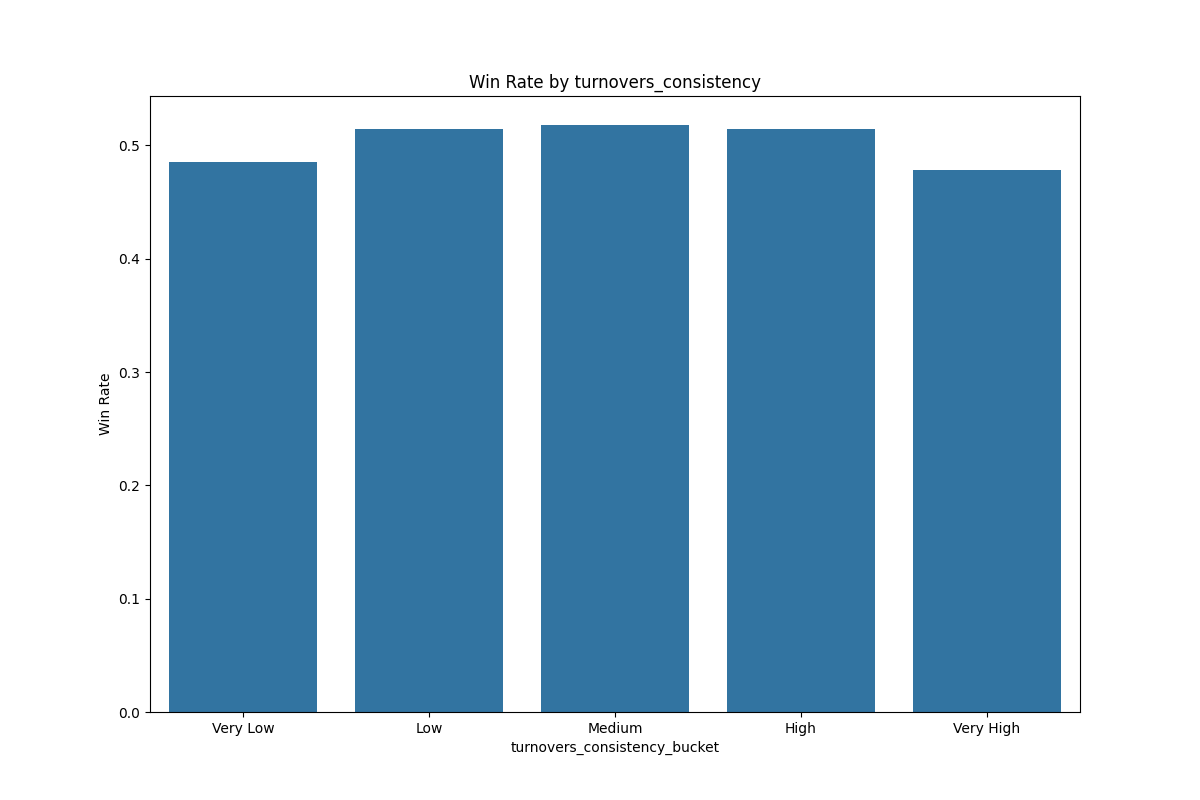 Win Rate by turnovers_consistency
Win Rate
0.5
0.4
0.3
0.2
0.1
0.0
Very Low
Low
Medium
High
Very High
turnovers_consistency_bucket